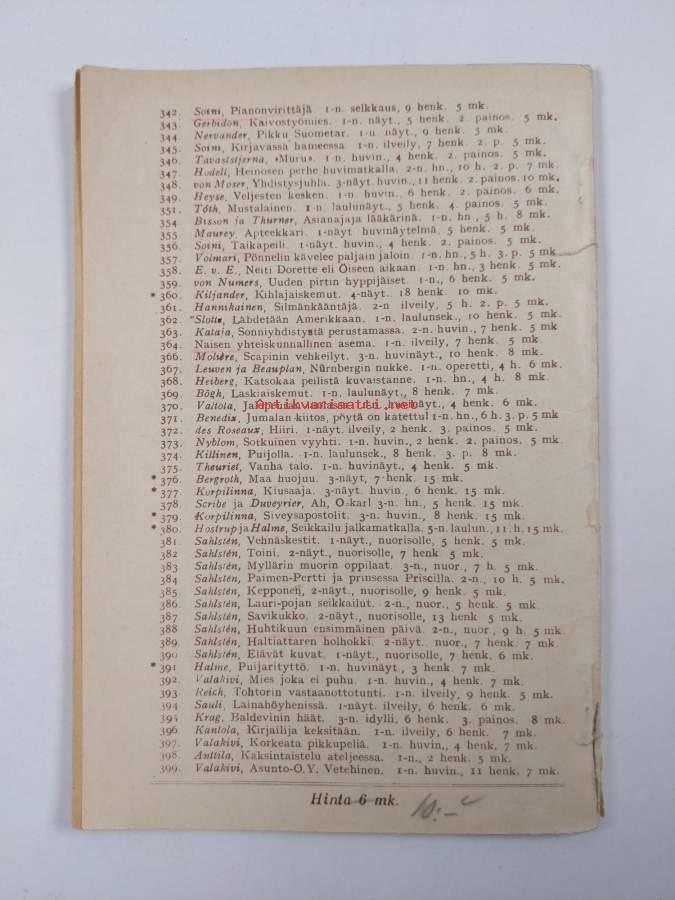 342. Soini, Pianonvirittäjä. 1-n. selkkaus, 9 henk. 5 mk.
343. Gerbidon, Kaivostyömies. 1-n. näyt., 5 henk. 2. painos. 5 mk.
344. Nervander, Pikku Suometar. 1-n. näyt., 9 henk. 5 mk.
345. Soini, Kirjavassa hameessa. 1-n. ilveily, 7 henk. 2. p. 5 mk.
346. Tavaststjerna, »Muru». 1-n. huvin., 4 henk. 2. painos. 5 mk.
347. Hodell, Heinosen perhe huvimatkalla. 2-n. hn., 10 h. 2. p. 7 mk.
348. von Moser, Yhdistysjuhla. 3-näyt. huvin., 11 henk. 2. painos. 10 mk.
349. Heyse, Veljesten kesken. 1-n. huvin., 6 henk. 2. painos. 6 mk.
351. Tóth, Mustalainen. 1-n. laulunäyt., 5 henk. 4. painos. 5 mk.
354. Bisson ja Thurner, Asianajaja lääkärinä. 1-n. hn., 5 h. 8 mk.
355. Maurey, Apteekkari. 1-näyt. huvinäytelmä, 5 henk. 5 mk.
356. Soini, Taikapeili. 1-näyt. huvin., 4 henk. 2. painos. 5 mk.
357. Voimari, Pönnelin kävelee paljain jaloin. 1-n. hn., 5 h. 3. p. 5 mk
358. E. v. E., Neiti Dorette eli Öiseen aikaan. 1-n. hn., 3 henk. 5 mk.
359. von Numers, Uuden pirtin hyppijäiset. 1-n., 6 henk. 5 mk.
* 360. Kiljander, Kihlajaiskemut. 4-näyt. 18 henk. 10 mk.
361. Hannikainen, Silmänkääntäjä. 2-n ilveily, 5 h. 2. p. 5 mk.
362. Slotte, Lähdetään Amerikkaan. 1-n. laulunsek., 10 henk. 5 mk.
363. Kataja, Sonniyhdistystä perustamassa. 2-n. huvin., 7 henk. 5 mk
364. Naisen yhteiskunnallinen asema. 1-n. ilveily, 7 henk. 5 mk.
366. Molière, Scapinin vehkeilyt. 3-n. huvinäyt., 10 henk. 8 mk.
367. Leuven ja Beauplan, Nürnbergin nukke. 1-n. operetti, 4 h. 6 mk.
368. Heiberg, Katsokaa peilistä kuvaistanne. 1-n. hn., 4 h. 8 mk.
369. Bögh, Laskiaiskemut. 1-n. laulunäyt., 8 henk. 7 mk.
370. Valtola, 1-n. huvinäyt., 4 henk. 6 mk.
Antikvariaatti.net
371. Benedix, Jumalan kiitos, pöytä on katettu! 1-n. hn., 6 h. 3. p. 5 mk
372. des Roseaux, Hiiri. 1-näyt. ilveily, 2 henk. 3. painos. 5 mk.
373. Nyblom, Sotkuinen vyyhti. 1-n. huvin., 2 henk. 2. painos. 5 mk.
374. Killinen, Puijolla. 1-n. laulunsek., 8 henk. 3. p. 8 mk.
375. Theuriet, Vanha talo. 1-n. huvinäyt., 4 henk. 5 mk.
* 376. Bergroth, Maa huojuu. 3-näyt, 7 henk. 15 mk.
* 377. Korpilinna, Kiusaaja. 3-näyt. huvin., 6 henk. 15 mk.
378. Scribe ja Duveyrier, Ah, Oskar! 3-n. hn., 5 henk. 15 mk.
* 379. Korpilinna, Siveysapostolit. 3-n. huvin., 8 henk. 15 mk.
* 380. Hostrup ja Halme, Seikkailu jalkamatkalla. 5-n. laulun., 11. h. 15 mk.
381. Sahlstén, Vehnäskestit. 1-näyt., nuorisolle, 5 henk. 5 mk.
382 Sahlstén, Toini. 2-näyt., nuorisolle, 7 henk 5 mk.
383. Sahlstén, Myllärin muorin oppilaat. 3-n., nuor., 7 h. 5 mk.
384 Sahlstén, Paimen-Pertti ja prinsessa Priscilla. 2-n., 10 h. 5 mk.
385. Sahlstén, Kepponen, 2-näyt., nuorisolle, 9 henk. 5 mk.
386. Sahlstén, Lauri-pojan seikkailut. 2-n., nuor., 5 henk. 5 mk.
387. Sahlstén, Savikukko. 2-näyt., nuorisolle, 13 henk 5 mk.
388 Sahlstén, Huhtikuun ensimmäinen päivä. 2-n., nuor., 9 h. 5 mk.
389. Sahlstén, Haltiattaren holhokki. 2-näyt. nuor., 7 henk. 7 mk.
390 Sahlstén, Elävät kuvat. 1-näyt., nuorisolle, 7 henk. 6 mk.
* 391 Halme, Puijarityttö. 1-n. huvinäyt., 3 henk. 7 mk.
392. Valakivi, Mies joka ei puhu. 1-n. huvin., 4 henk. 7 mk.
393. Reich, Tohtorin vastaanottotunti. 1-n. ilveily, 9 henk. 5 mk.
394 Sauli, Lainahöyhenissä. 1-näyt. ilveily, 6 henk. 6 mk.
395 Krag, Baldevinin häät. 3-n. idylli, 6 henk. 3. painos. 8 mk.
396. Kantola, Kirjailija keksitään. 1-n. ilveily, 6 henk. 7 mk.
397. Valakivi, Korkeata pikkupeliä. 1-n. huvin., 4 henk. 7 mk.
398. Anttila, Kaksintaistelu ateljeessa. 1-n., 2 henk. 5 mk.
399. Valakivi, Asunto-O.Y. Vetehinen. 1-n. huvin., 11 henk. 7 mk.
Hinta 6 mk. 10:-